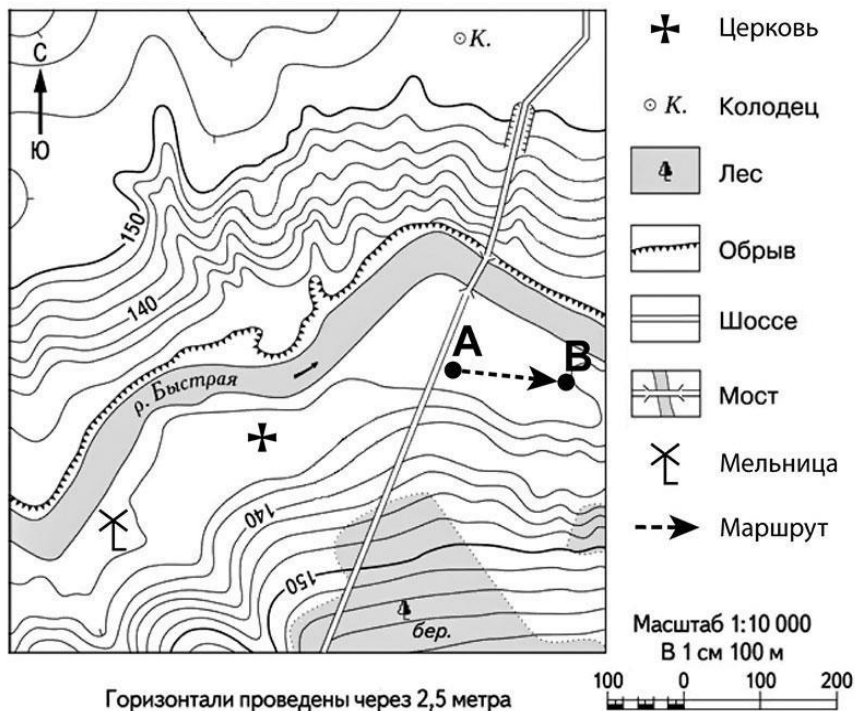 С
Ю
К.
150
140
р. Быстрая
A
B
140
150
бер.
Церковь
К. Колодец
Лес
Обрыв
Шоссе
Мост
Мельница
Маршрут
Масштаб 1:10 000
В 1 см 100 м
100 0 100 200
Горизонтали проведены через 2,5 метра